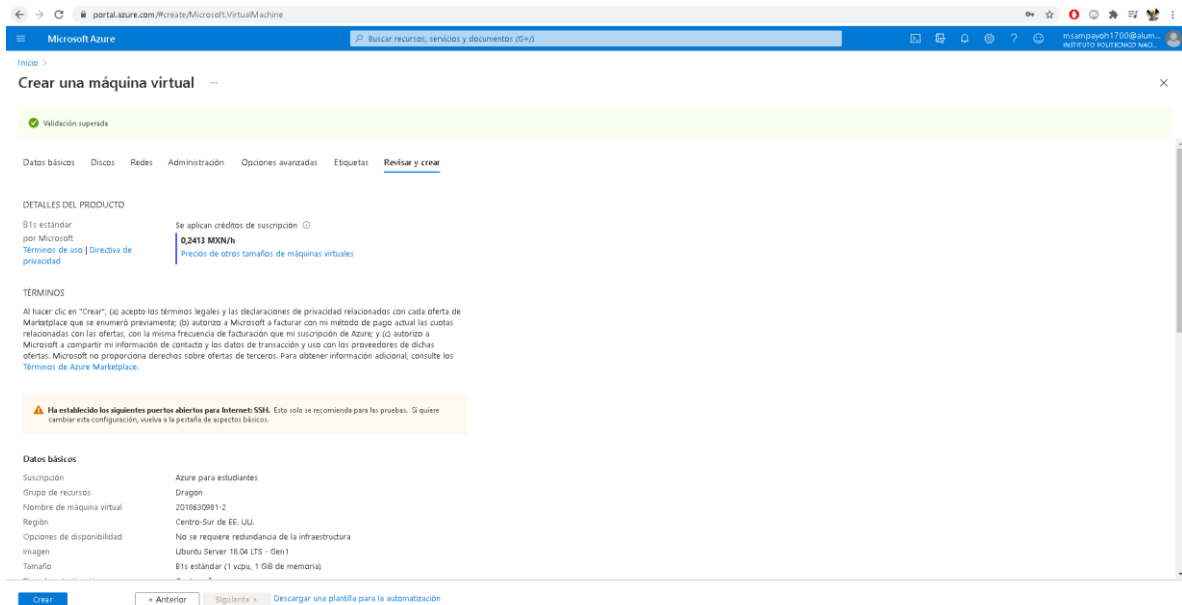 portal.azure.com/#create/Microsoft.VirtualMachine
Microsoft Azure
Buscar recursos, servicios y documentos (G+/)
msampayoh1700@alum...
INSTITUTO POLITECNICO NACI...
Inicio >
Crear una máquina virtual ...
Validación superada
Datos básicos Discos Redes Administración Opciones avanzadas Etiquetas Revisar y crear
DETALLES DEL PRODUCTO
B1s estándar
por Microsoft
Términos de uso | Directiva de
privacidad
Se aplican créditos de suscripción
0,2413 MXN/h
Precios de otros tamaños de máquinas virtuales
TÉRMINOS
Al hacer clic en "Crear", (a) acepto los términos legales y las declaraciones de privacidad relacionados con cada oferta de
Marketplace que se enumeró previamente; (b) autorizo a Microsoft a facturar con mi método de pago actual las cuotas
relacionadas con las ofertas, con la misma frecuencia de facturación que mi suscripción de Azure; y (c) autorizo a
Microsoft a compartir mi información de contacto y los datos de transacción y uso con los proveedores de dichas
ofertas. Microsoft no proporciona derechos sobre ofertas de terceros. Para obtener información adicional, consulte los
Términos de Azure Marketplace.
Ha establecido los siguientes puertos abiertos para Internet: SSH. Esto solo se recomienda para las pruebas. Si quiere
cambiar esta configuración, vuelva a la pestaña de aspectos básicos.
Datos básicos
Suscripción Azure para estudiantes
Grupo de recursos Dragon
Nombre de máquina virtual 2018630981-2
Región Centro-Sur de EE. UU.
Opciones de disponibilidad No se requiere redundancia de la infraestructura
Imagen Ubuntu Server 18.04 LTS - Gen1
Tamaño B1s estándar (1 vcpu, 1 GiB de memoria)
Crear < Anterior Siguiente > Descargar una plantilla para la automatización